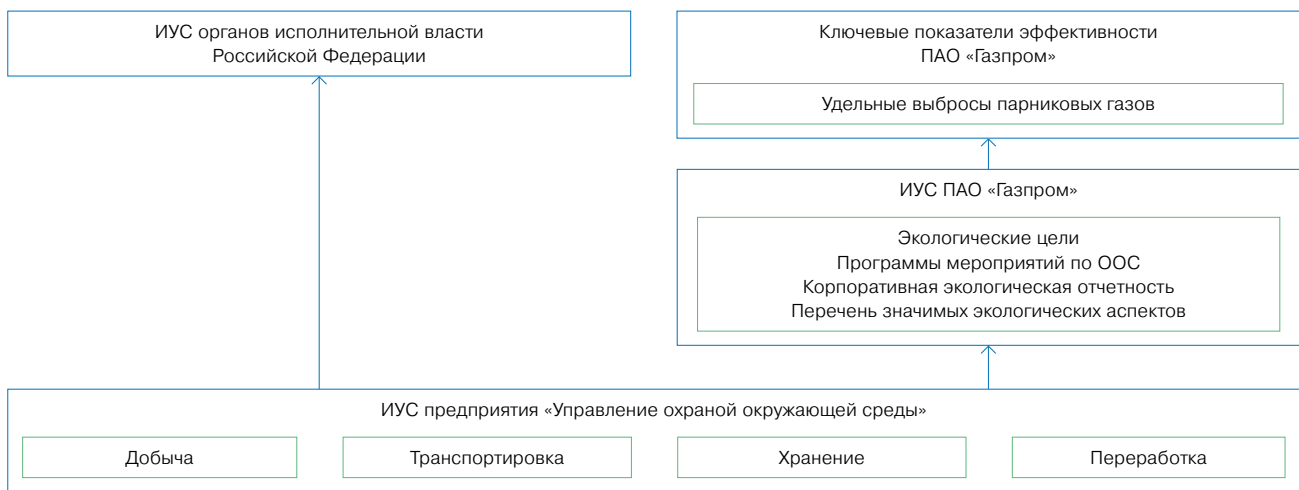 ИУС органов исполнительной власти
Российской Федерации
Ключевые показатели эффективности
ПАО «Газпром»
Удельные выбросы парниковых газов
ИУС ПАО «Газпром»
Экологические цели
Программы мероприятий по ООС
Корпоративная экологическая отчетность
Перечень значимых экологических аспектов
ИУС предприятия «Управление охраной окружающей среды»
Добыча
Транспортировка
Хранение
Переработка